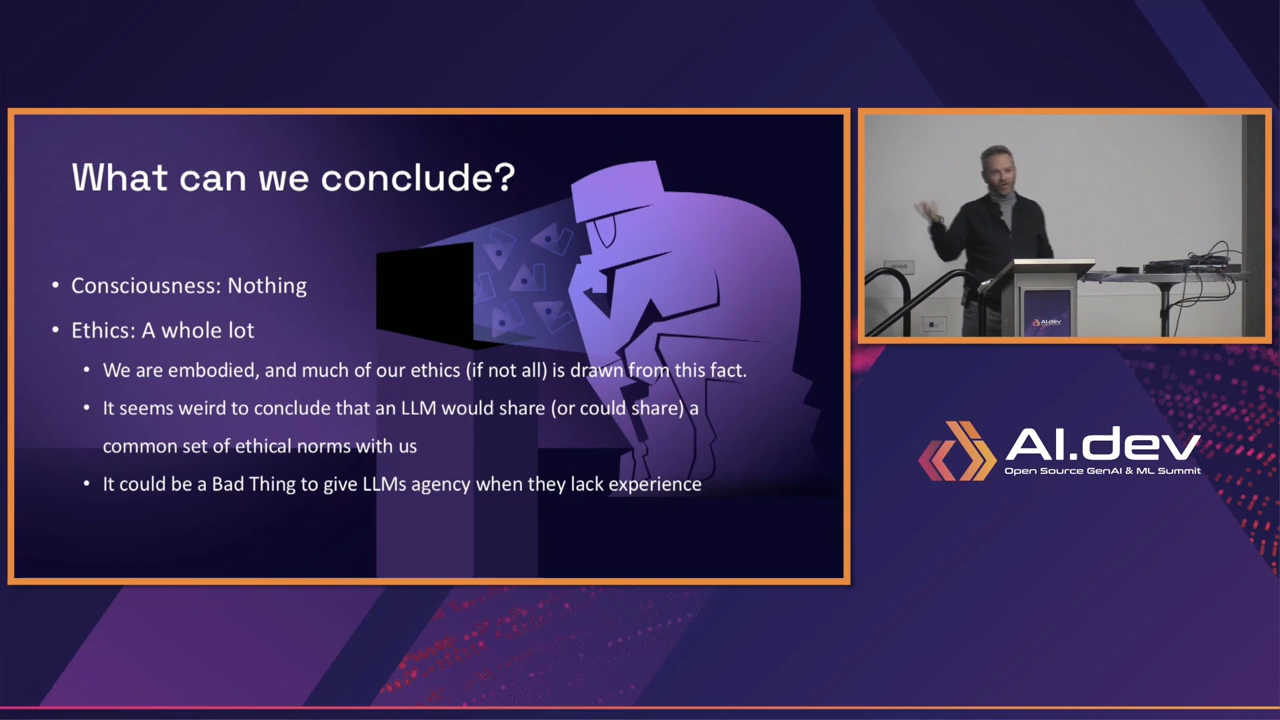 What can we conclude?
• Consciousness: Nothing
• Ethics: A whole lot
• We are embodied, and much of our ethics (if not all) is drawn from this fact.
• It seems weird to conclude that an LLM would share (or could share) a
common set of ethical norms with us
• It could be a Bad Thing to give LLMs agency when they lack experience
AI.dev
AI.dev
Open Source GenAI & ML Summit